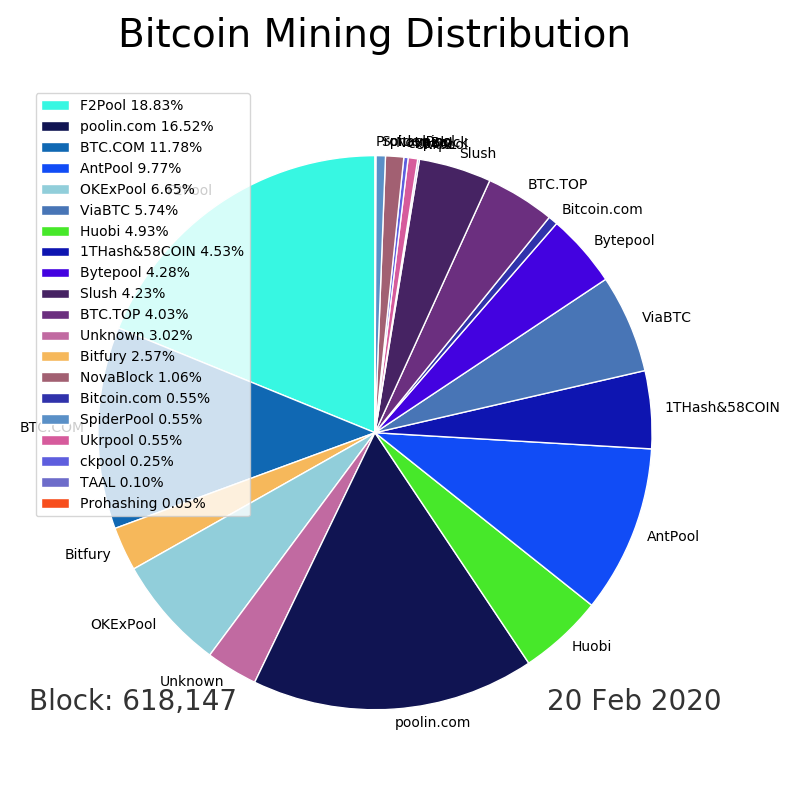 Bitcoin Mining Distribution
F2Pool 18.83%
poolin.com 16.52%
BTC.COM 11.78%
AntPool 9.77%
OKExPool 6.65%
ViaBTC 5.74%
Huobi 4.93%
1THash&58COIN 4.53%
Bytepool 4.28%
Slush 4.23%
BTC.TOP 4.03%
Unknown 3.02%
Bitfury 2.57%
NovaBlock 1.06%
Bitcoin.com 0.55%
SpiderPool 0.55%
Ukrpool 0.55%
ckpool 0.25%
TAAL 0.10%
Prohashing 0.05%
Slush
BTC.TOP
Bitcoin.com
Bytepool
ViaBTC
1THash&58COIN
AntPool
Huobi
poolin.com
Unknown
OKExPool
Bitfury
BTC.COM
Block: 618,147
20 Feb 2020